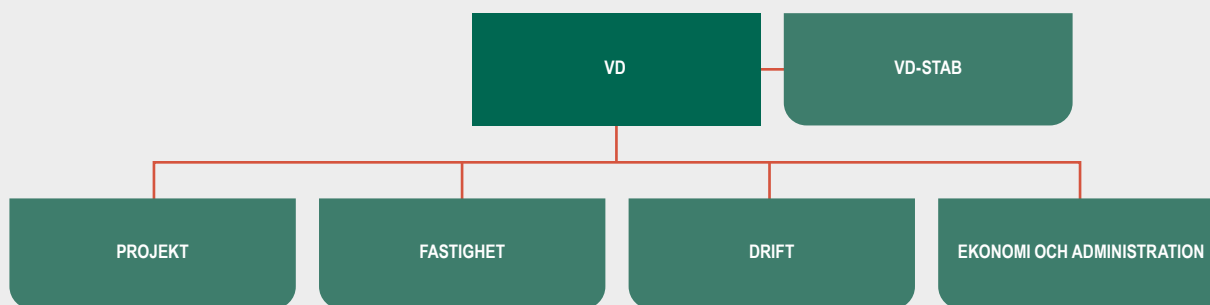 VD
VD-STAB
PROJEKT
FASTIGHET
DRIFT
EKONOMI OCH ADMINISTRATION